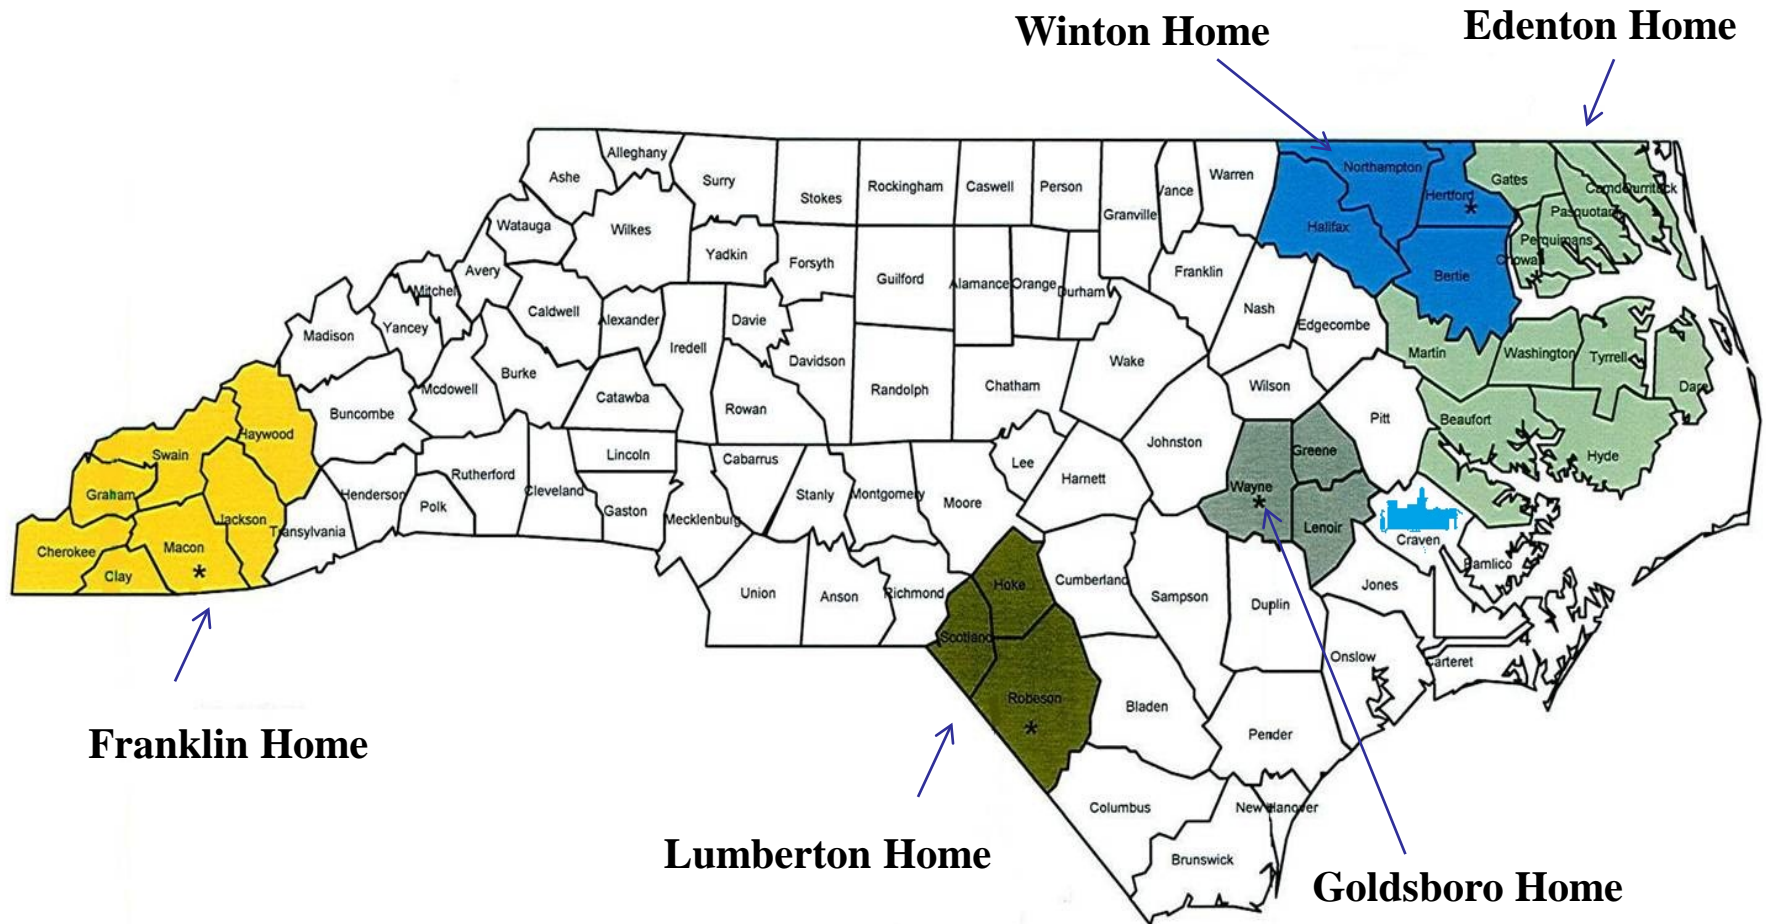 Winton Home
Edenton Home
Alleghany
Ashe
Surry
Stokes
Rockingham
Caswell
Person
Vance
Warren
Granville
Northampton
Hertford
*
Gates
Camden
Currituck
Pasquotank
Perquimans
Chowan
*
Halifax
Bertie
Watauga
Wilkes
Yadkin
Forsyth
Guilford
Alamance
Orange
Durham
Franklin
Nash
Edgecombe
Avery
Mitchel
Caldwell
Alexander
Iredell
Davie
Davidson
Madison
Yancey
Burke
Mcdowell
Buncombe
Catawba
Rowan
Randolph
Chatham
Wake
Wilson
Martin
Washington
Tyrrell
Dare
Haywood
Swain
Graham
Jackson
Cherokee
Macon
*
Clay
Transylvania
Henderson
Polk
Rutherford
Cleveland
Lincoln
Gaston
Mecklenburg
Cabarrus
Stanly
Montgomery
Moore
Lee
Harnett
Johnston
Pitt
Greene
Wayne
*
Lenoir
Beaufort
Hyde
Craven
Pamlico
Jones
Union
Anson
Richmond
Hoke
Scotland
Robeson
*
Cumberland
Sampson
Duplin
Onslow
Carteret
Bladen
Pender
Columbus
New Hanover
Brunswick
Franklin Home
Lumberton Home
Goldsboro Home